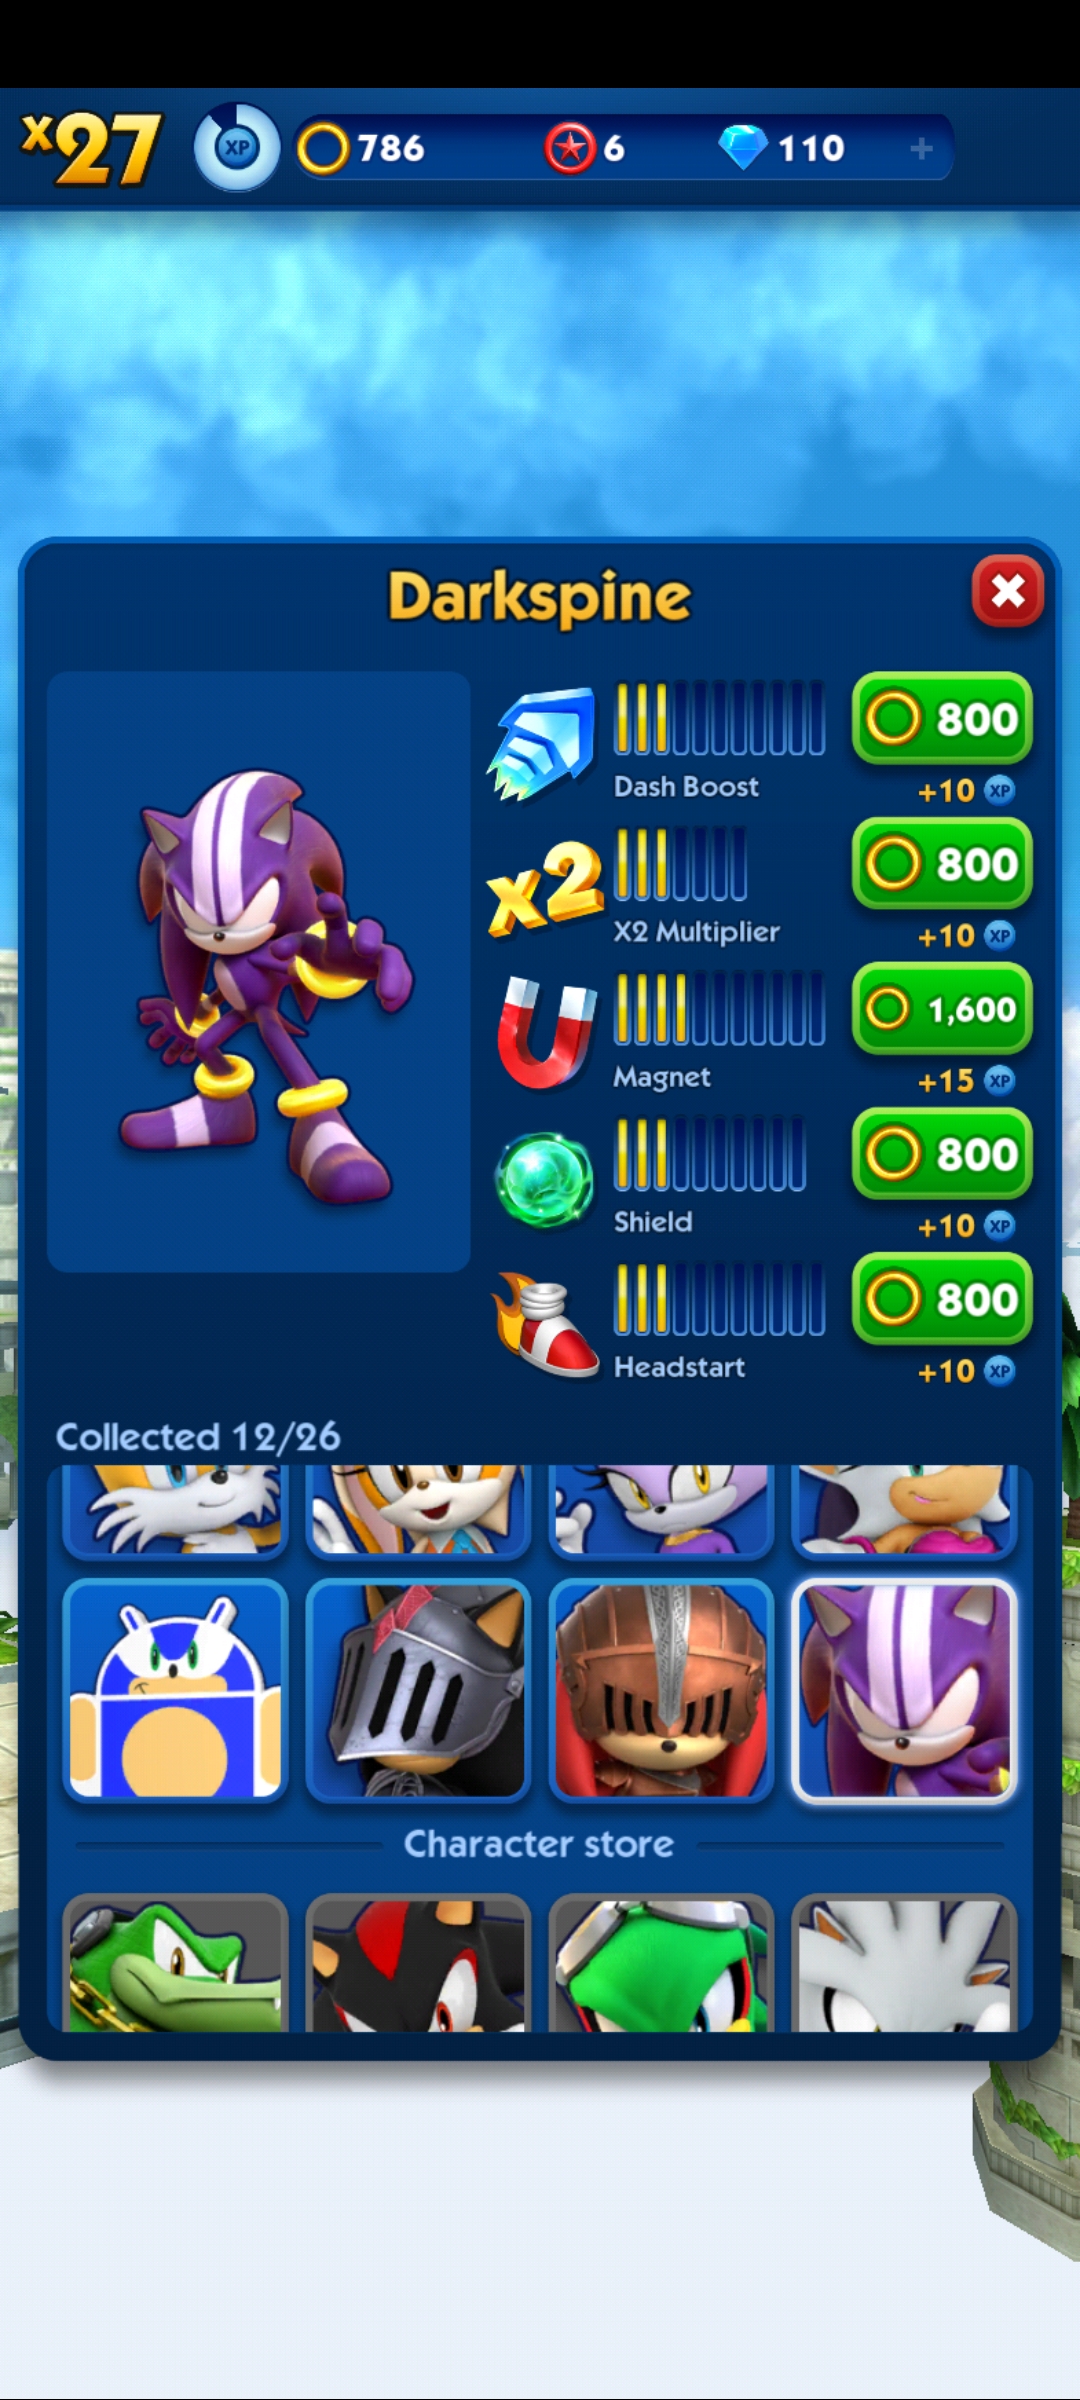 x27
XP
786
6
110
+
Darkspine
800
Dash Boost
+10 XP
x2
800
X2 Multiplier
+10 XP
1,600
Magnet
+15 XP
800
Shield
+10 XP
800
Headstart
+10 XP
Collected 12/26
Character store